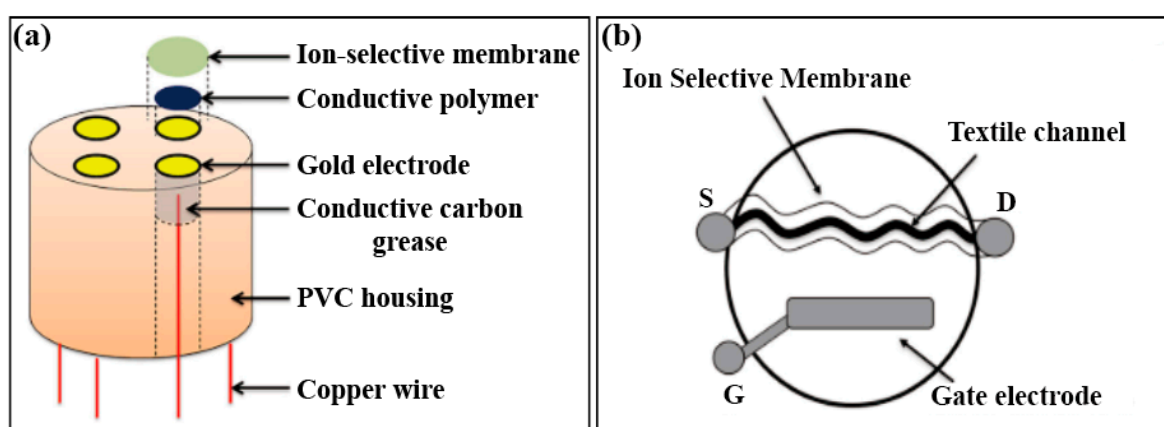 (a)
Ion-selective membrane
Conductive polymer
Gold electrode
Conductive carbon
grease
PVC housing
Copper wire
(b)
Ion Selective Membrane
Textile channel
S
D
G
Gate electrode